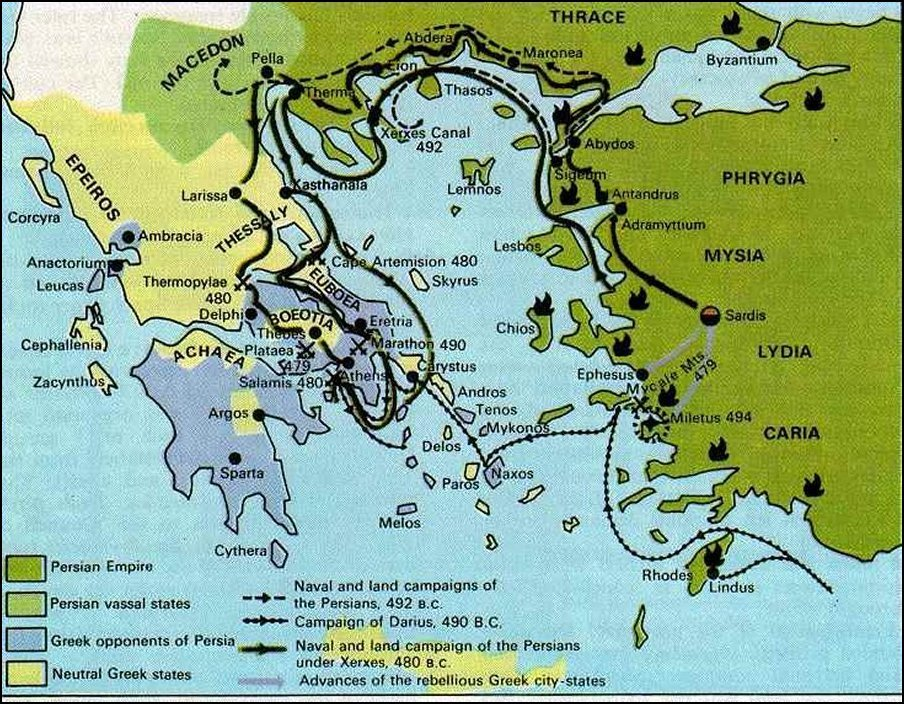 THRACE
Abdera
Maronea
Byzantium
MACEDON
Pella
Eion
Therma
Thasos
Xerxes Canal
492
Abydos
Sigeum
PHRYGIA
EPEIROS
Larissa
Xasthanaia
Lemnos
Antandrus
Corcyra
THESSALY
Adramyttium
Ambracia
Lesbos
MYSIA
Anactorium
Cape Artemision 480
Leucas
Thermopylae
480
EUBOEA
Skyrus
Delphi
BOEOTIA
Eretria
Chios
Sardis
Thebes
Marathon 490
Cephallenia
ACHAEA
Plataea
479
LYDIA
Carystus
Ephesus
Zacynthus
Salamis 480
Athens
Andros
Mycale Mts
479
Argos
Tenos
Miletus 494
Mykonos
CARIA
Delos
Sparta
Paros
Naxos
Melos
Cythera
Rhodes
Lindus
Persian Empire
Persian vassal states
Greek opponents of Persia
Neutral Greek states
Naval and land campaigns of
the Persians, 492 B.C.
Campaign of Darius, 490 B.C,
Naval and land campaign of the Persians
under Xerxes, 480 B.C.
Advances of the rebellious Greek city-states